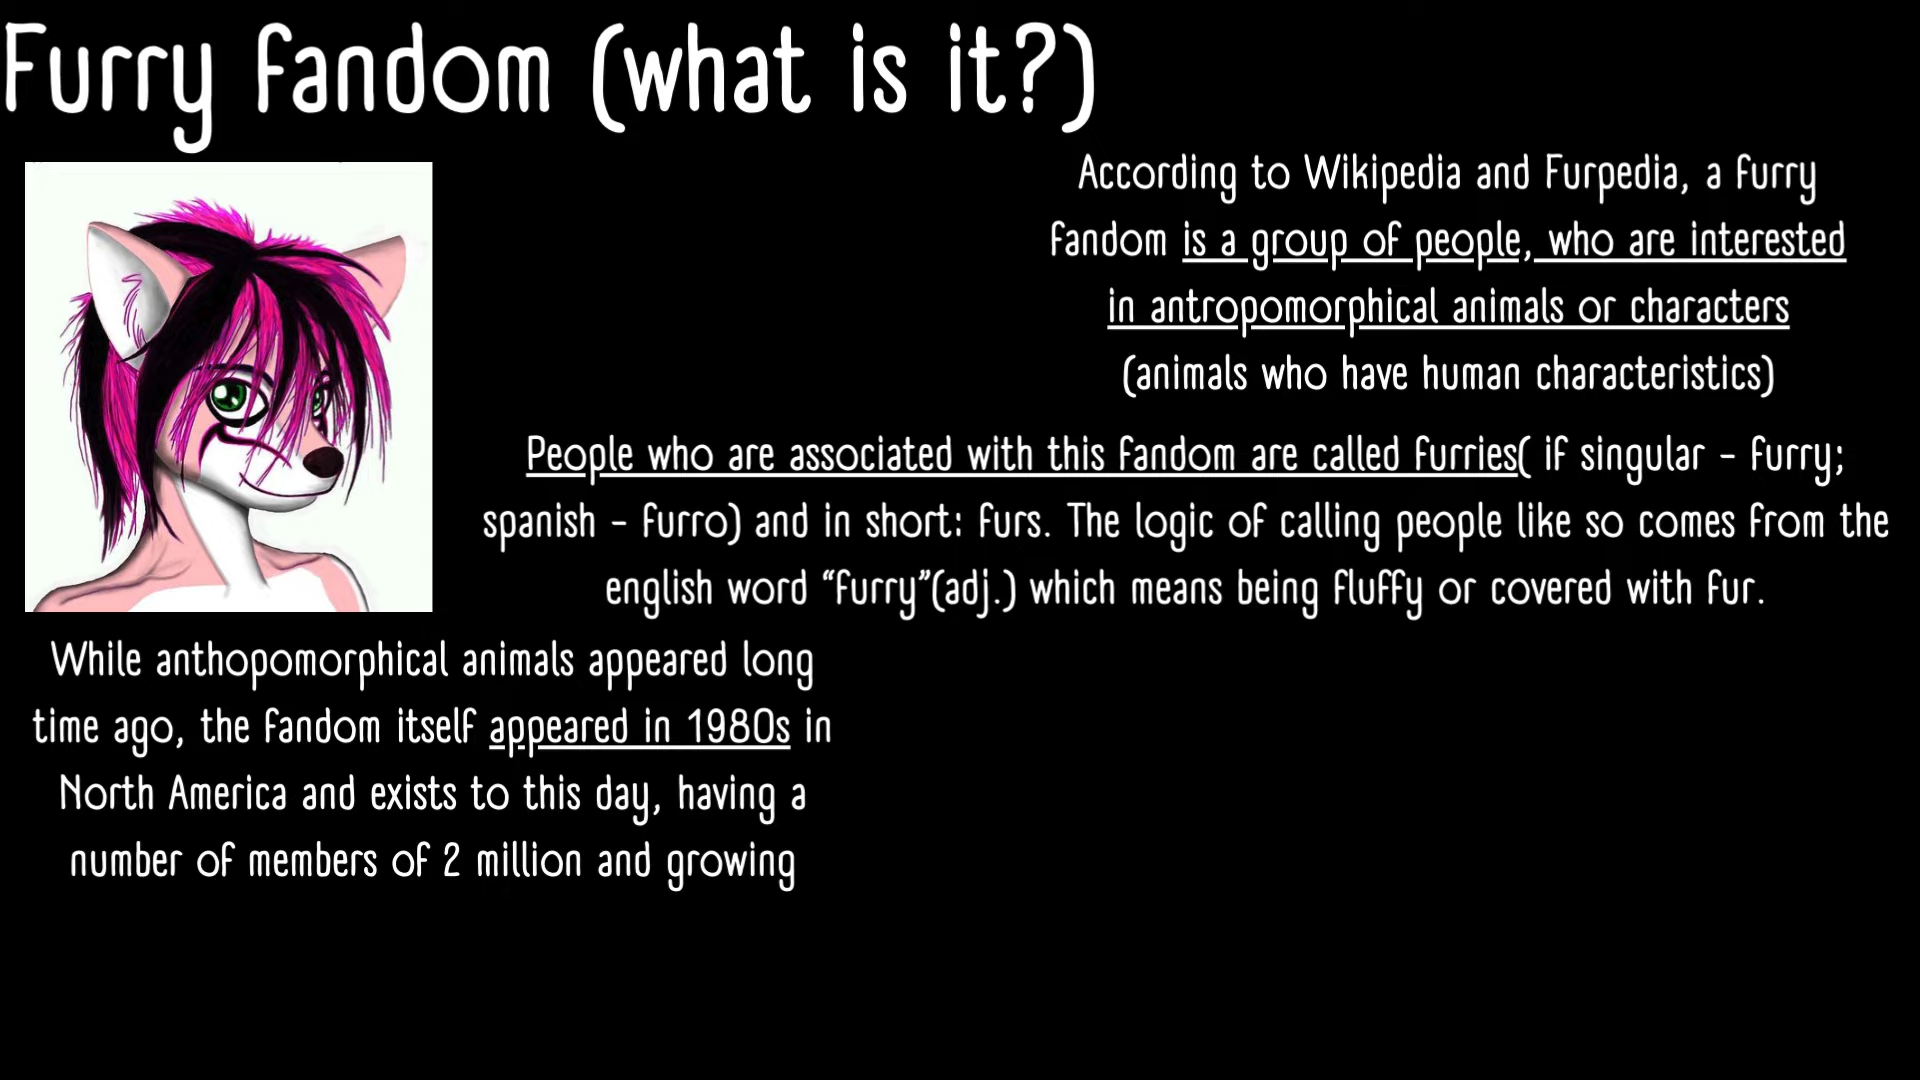 Furry fandom (what is it?)
According to Wikipedia and Furpedia, a furry
fandom is a group of people, who are interested
in antropomorphical animals or characters
(animals who have human characteristics)
People who are associated with this fandom are called furries( if singular - furry;
spanish - furro) and in short: furs. The logic of calling people like so comes from the
english word “furry”(adj.) which means being fluffy or covered with fur.
While anthopomorphical animals appeared long
time ago, the fandom itself appeared in 1980s in
North America and exists to this day, having a
number of members of 2 million and growing